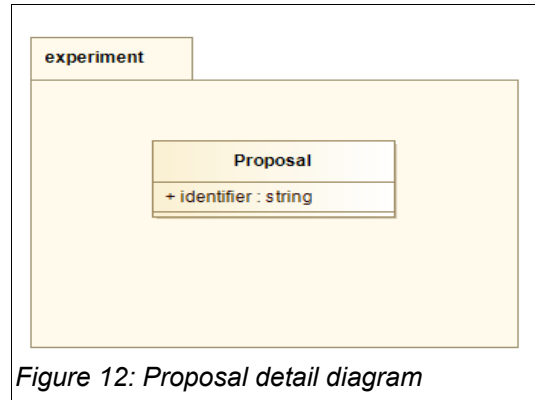 experiment
Proposal
+ identifier : string
Figure 12: Proposal detail diagram